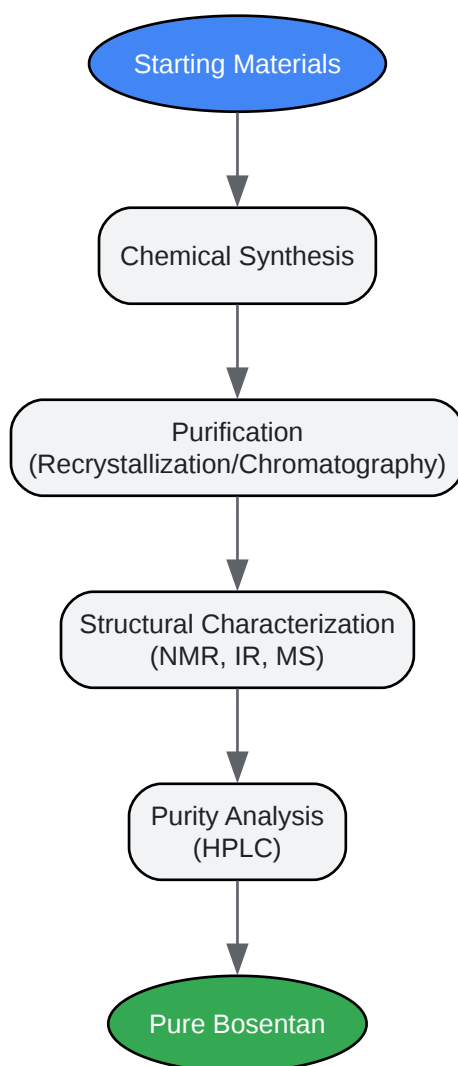 Starting Materials
Chemical Synthesis
Purification
(Recrystallization/Chromatography)
Structural Characterization
(NMR, IR, MS)
Purity Analysis
(HPLC)
Pure Bosentan